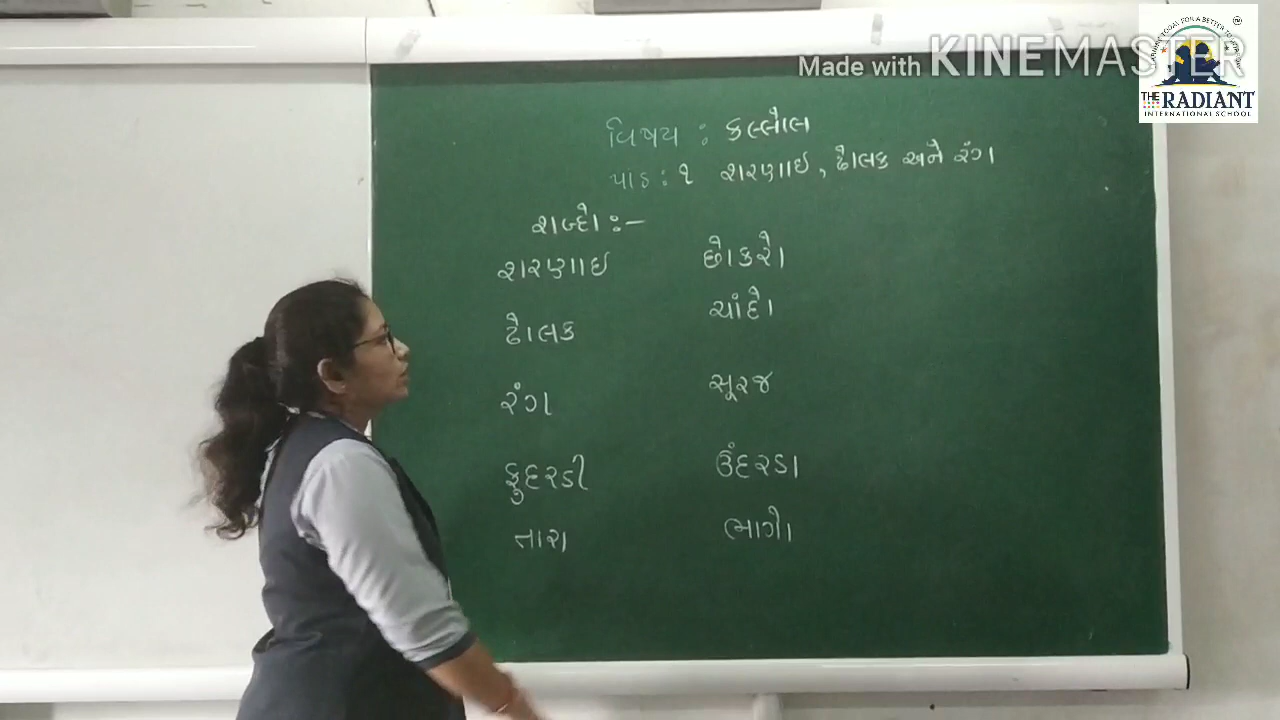 Made with KINEMASTER
THE RADIANT
INTERNATIONAL SCHOOL
વિષય : કલ્લોલ
પાઠ : ૧ શરણાઈ, ઢોલક અને રંગ
શબ્દો :-
શરણાઇ છોકરો
ઢોલક ચાંદો
રંગ સૂરજ
ફુદરડી ઉંદરડા
તારા ભાગો